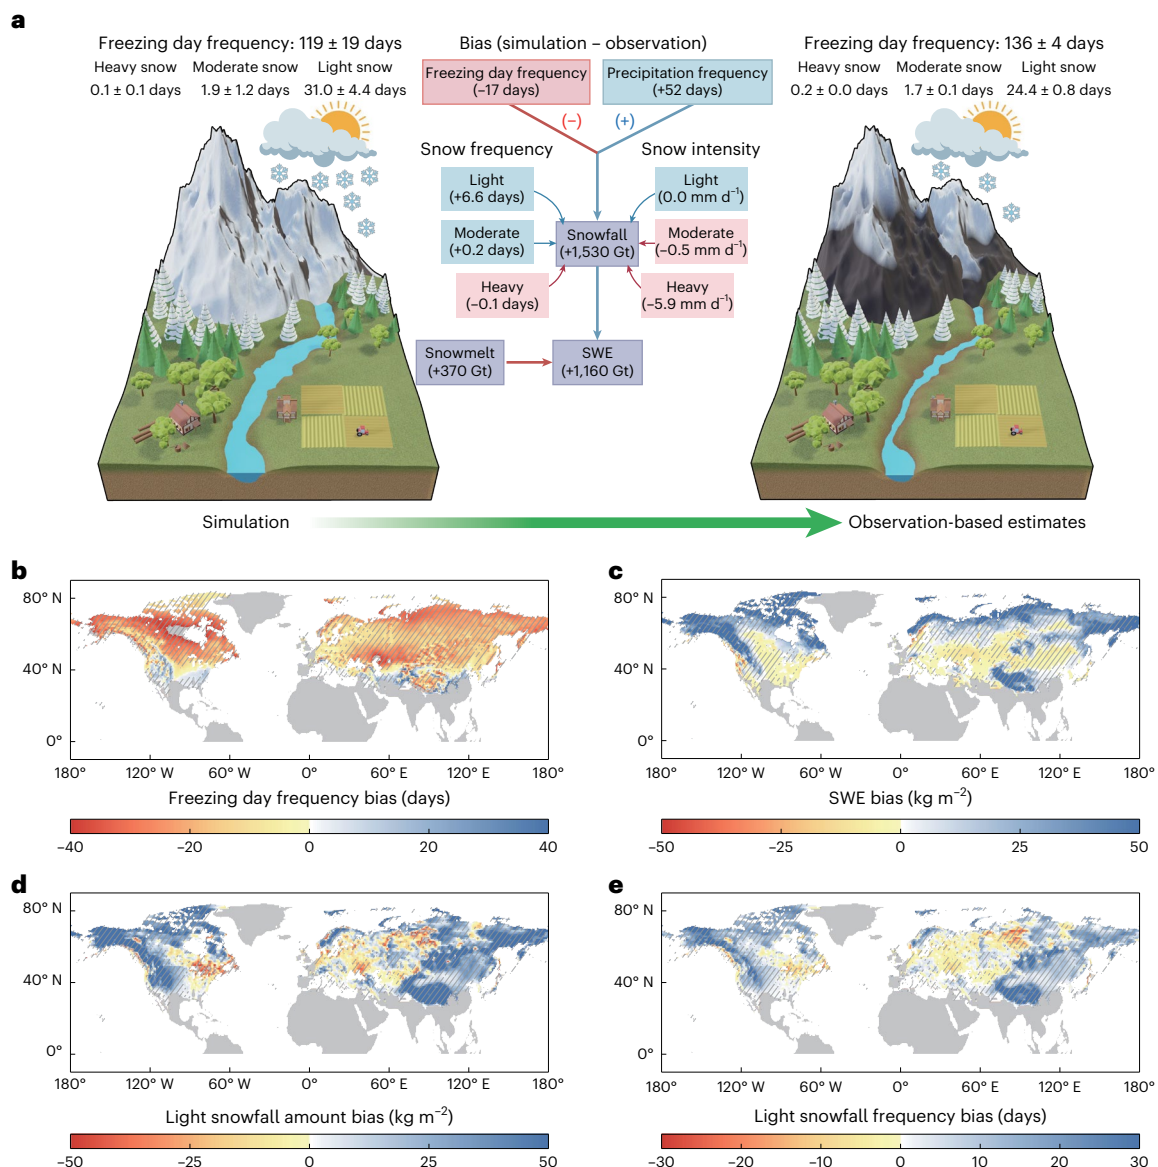 a
Freezing day frequency: 119 ± 19 days
Heavy snow Moderate snow Light snow
0.1 ± 0.1 days 1.9 ± 1.2 days 31.0 ± 4.4 days
Bias (simulation – observation)
Freezing day frequency
(−17 days)
Precipitation frequency
(+52 days)
(−) (+)
Snow frequency
Snow intensity
Light
(+6.6 days)
Moderate
(+0.2 days)
Heavy
(−0.1 days)
Snowfall
(+1,530 Gt)
Light
(0.0 mm d⁻¹)
Moderate
(−0.5 mm d⁻¹)
Heavy
(−5.9 mm d⁻¹)
Snowmelt
(+370 Gt)
SWE
(+1,160 Gt)
Freezing day frequency: 136 ± 4 days
Heavy snow Moderate snow Light snow
0.2 ± 0.0 days 1.7 ± 0.1 days 24.4 ± 0.8 days
Simulation
Observation-based estimates
b
80° N
40° N
0°
180° 120° W 60° W 0° 60° E 120° E 180°
Freezing day frequency bias (days)
−40 −20 0 20 40
c
80° N
40° N
0°
180° 120° W 60° W 0° 60° E 120° E 180°
SWE bias (kg m⁻²)
−50 −25 0 25 50
d
80° N
40° N
0°
180° 120° W 60° W 0° 60° E 120° E 180°
Light snowfall amount bias (kg m⁻²)
−50 −25 0 25 50
e
80° N
40° N
0°
180° 120° W 60° W 0° 60° E 120° E 180°
Light snowfall frequency bias (days)
−30 −20 −10 0 10 20 30